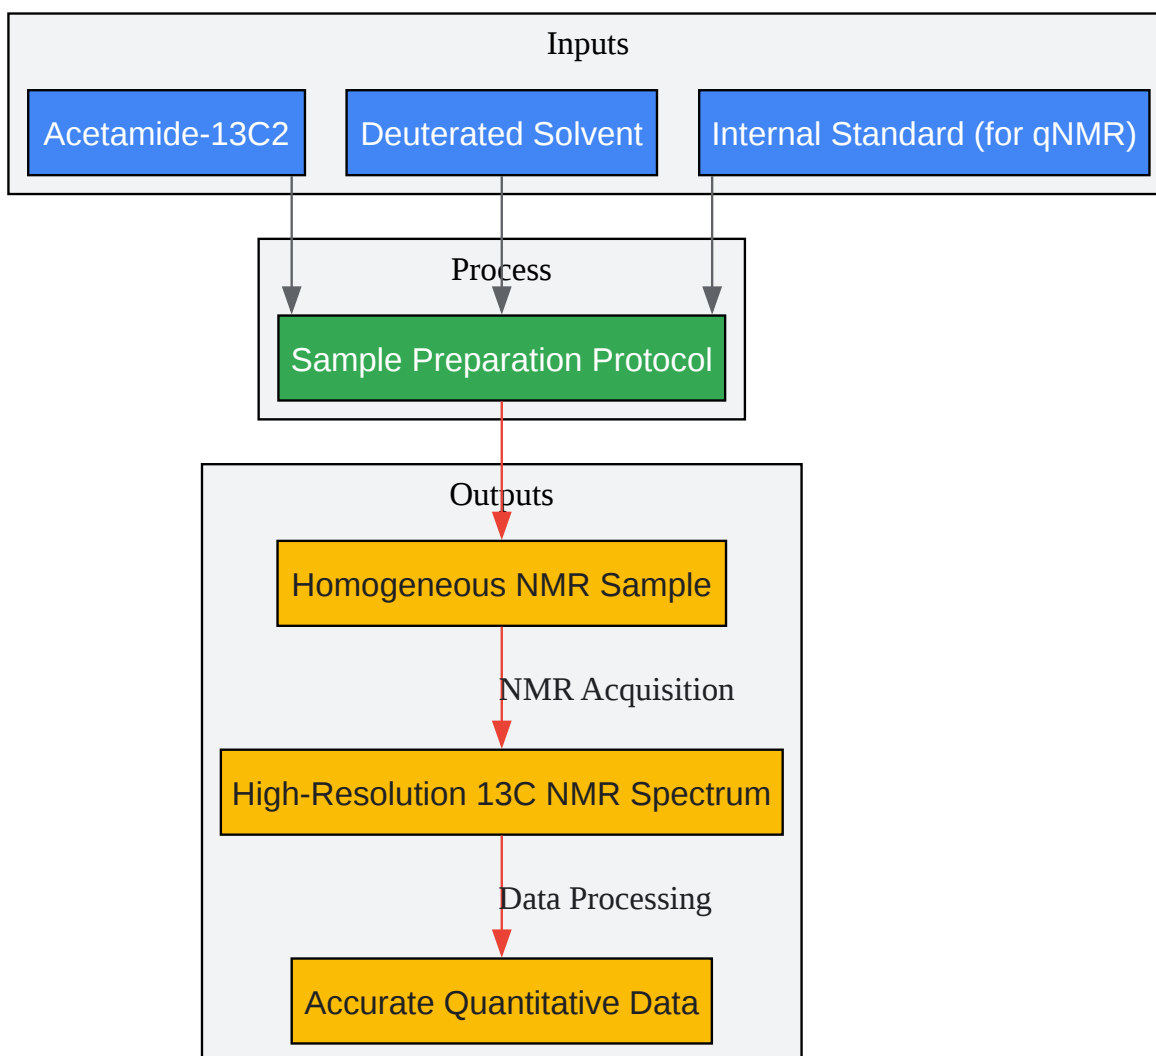 Inputs
Acetamide-13C2
Deuterated Solvent
Internal Standard (for qNMR)
Process
Sample Preparation Protocol
Outputs
Homogeneous NMR Sample
NMR Acquisition
High-Resolution 13C NMR Spectrum
Data Processing
Accurate Quantitative Data